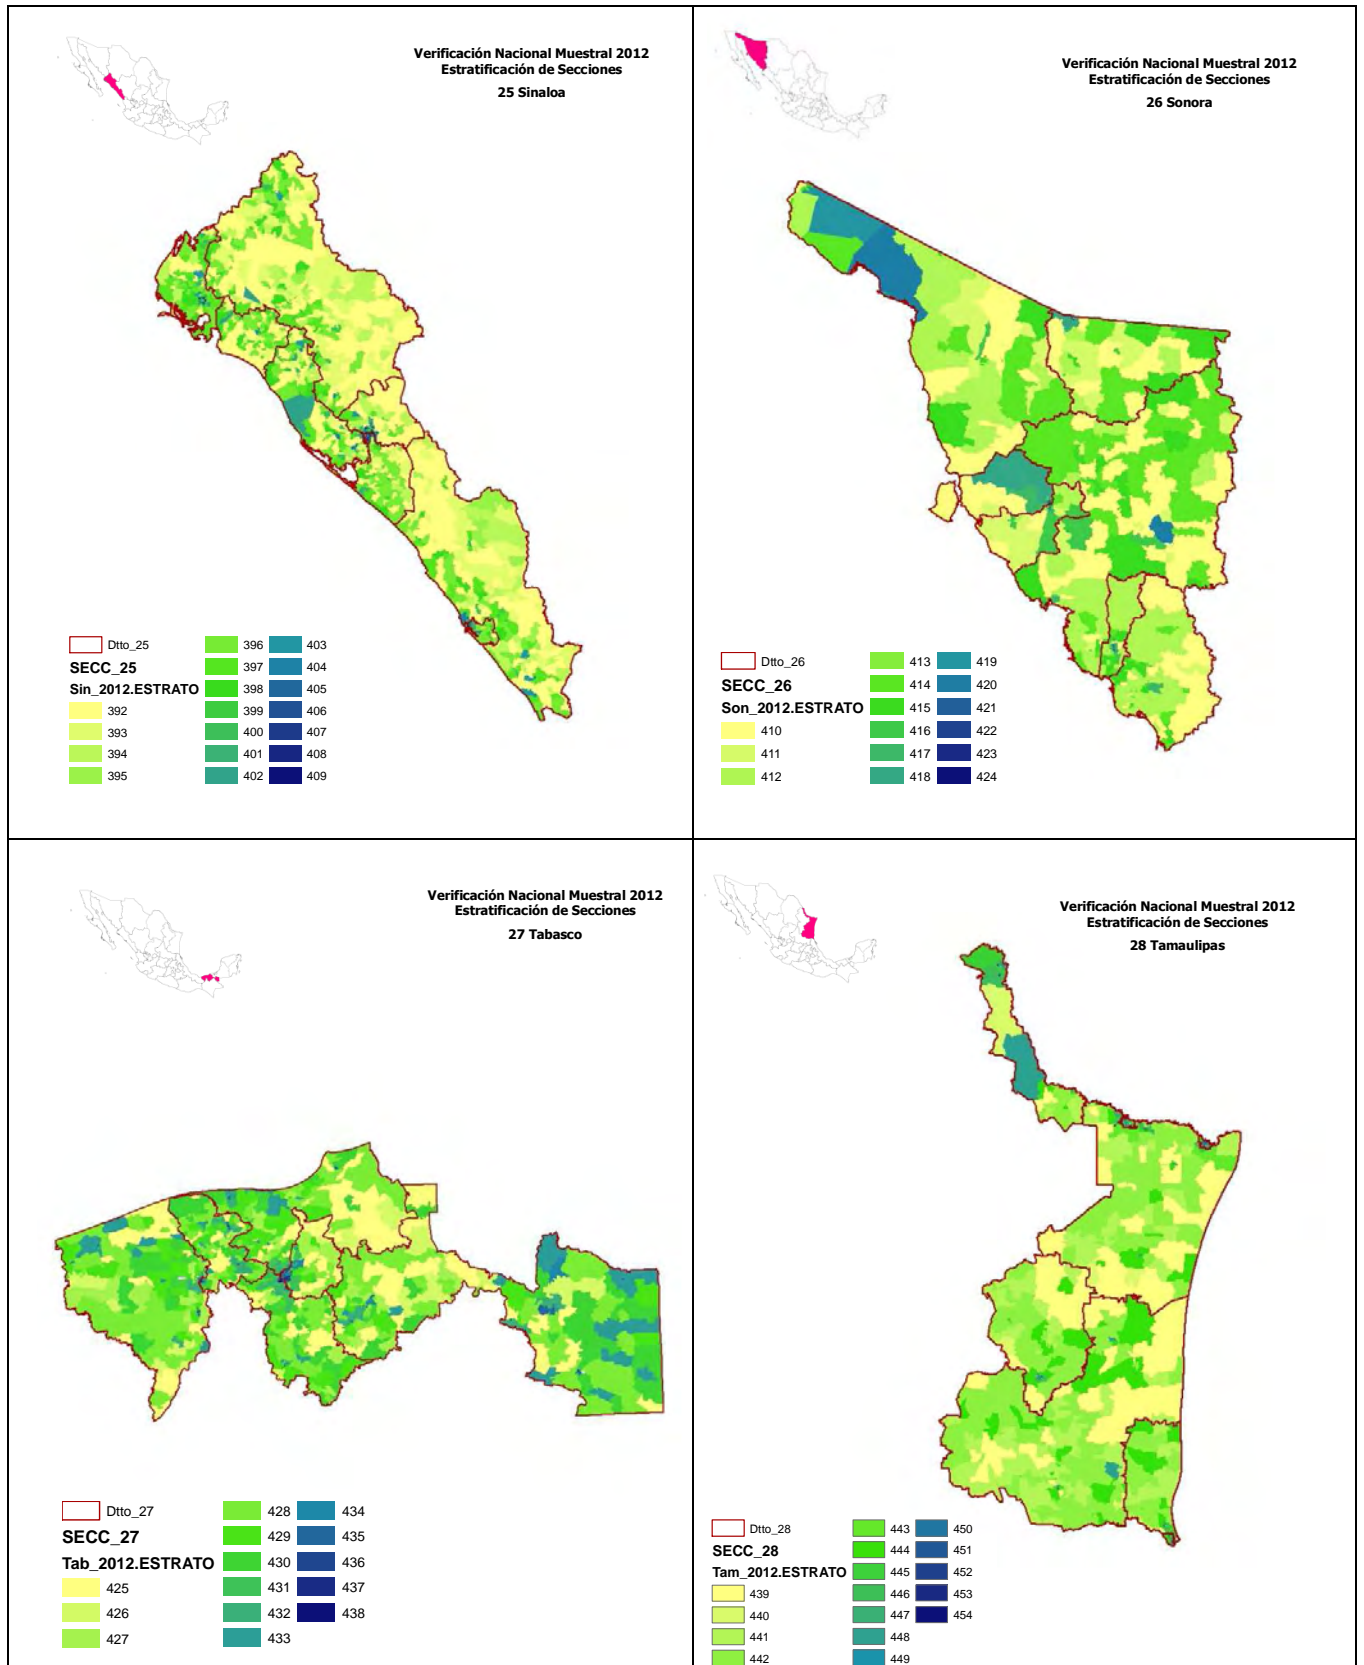 Verificación Nacional Muestral 2012
Estratificación de Secciones
25 Sinaloa
Dtto_25
SECC_25
Sin_2012.ESTRATO
392
393
394
395
396
397
398
399
400
401
402
403
404
405
406
407
408
409
Verificación Nacional Muestral 2012
Estratificación de Secciones
26 Sonora
Dtto_26
SECC_26
Son_2012.ESTRATO
410
411
412
413
414
415
416
417
418
419
420
421
422
423
424
Verificación Nacional Muestral 2012
Estratificación de Secciones
27 Tabasco
Dtto_27
SECC_27
Tab_2012.ESTRATO
425
426
427
428
429
430
431
432
433
434
435
436
437
438
Verificación Nacional Muestral 2012
Estratificación de Secciones
28 Tamaulipas
Dtto_28
SECC_28
Tam_2012.ESTRATO
439
440
441
442
443
444
445
446
447
448
449
450
451
452
453
454